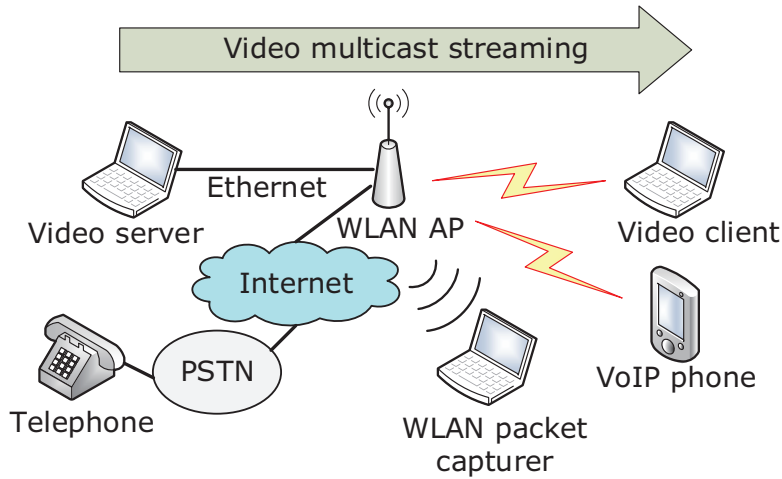 Video multicast streaming
Ethernet
Video server
WLAN AP
Video client
Internet
PSTN
VoIP phone
Telephone
WLAN packet
capturer